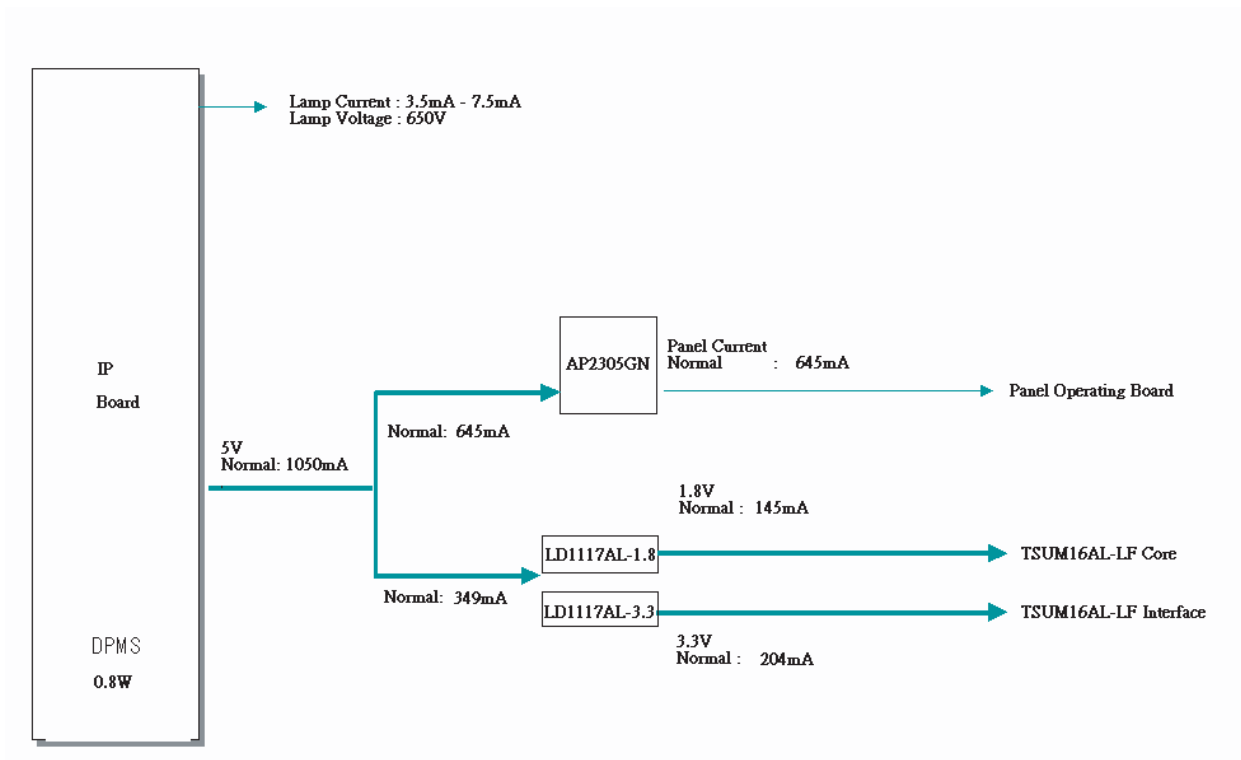 Lamp Current : 3.5mA - 7.5mA
Lamp Voltage : 650V
IP
Board
AP2305GN
Panel Current
Normal : 645mA
Panel Operating Board
Normal: 645mA
5V
Normal: 1050mA
1.8V
Normal : 145mA
LD1117AL-1.8
TSUM16AL-LF Core
Normal: 349mA
LD1117AL-3.3
TSUM16AL-LF Interface
3.3V
Normal : 204mA
DPMS
0.8W